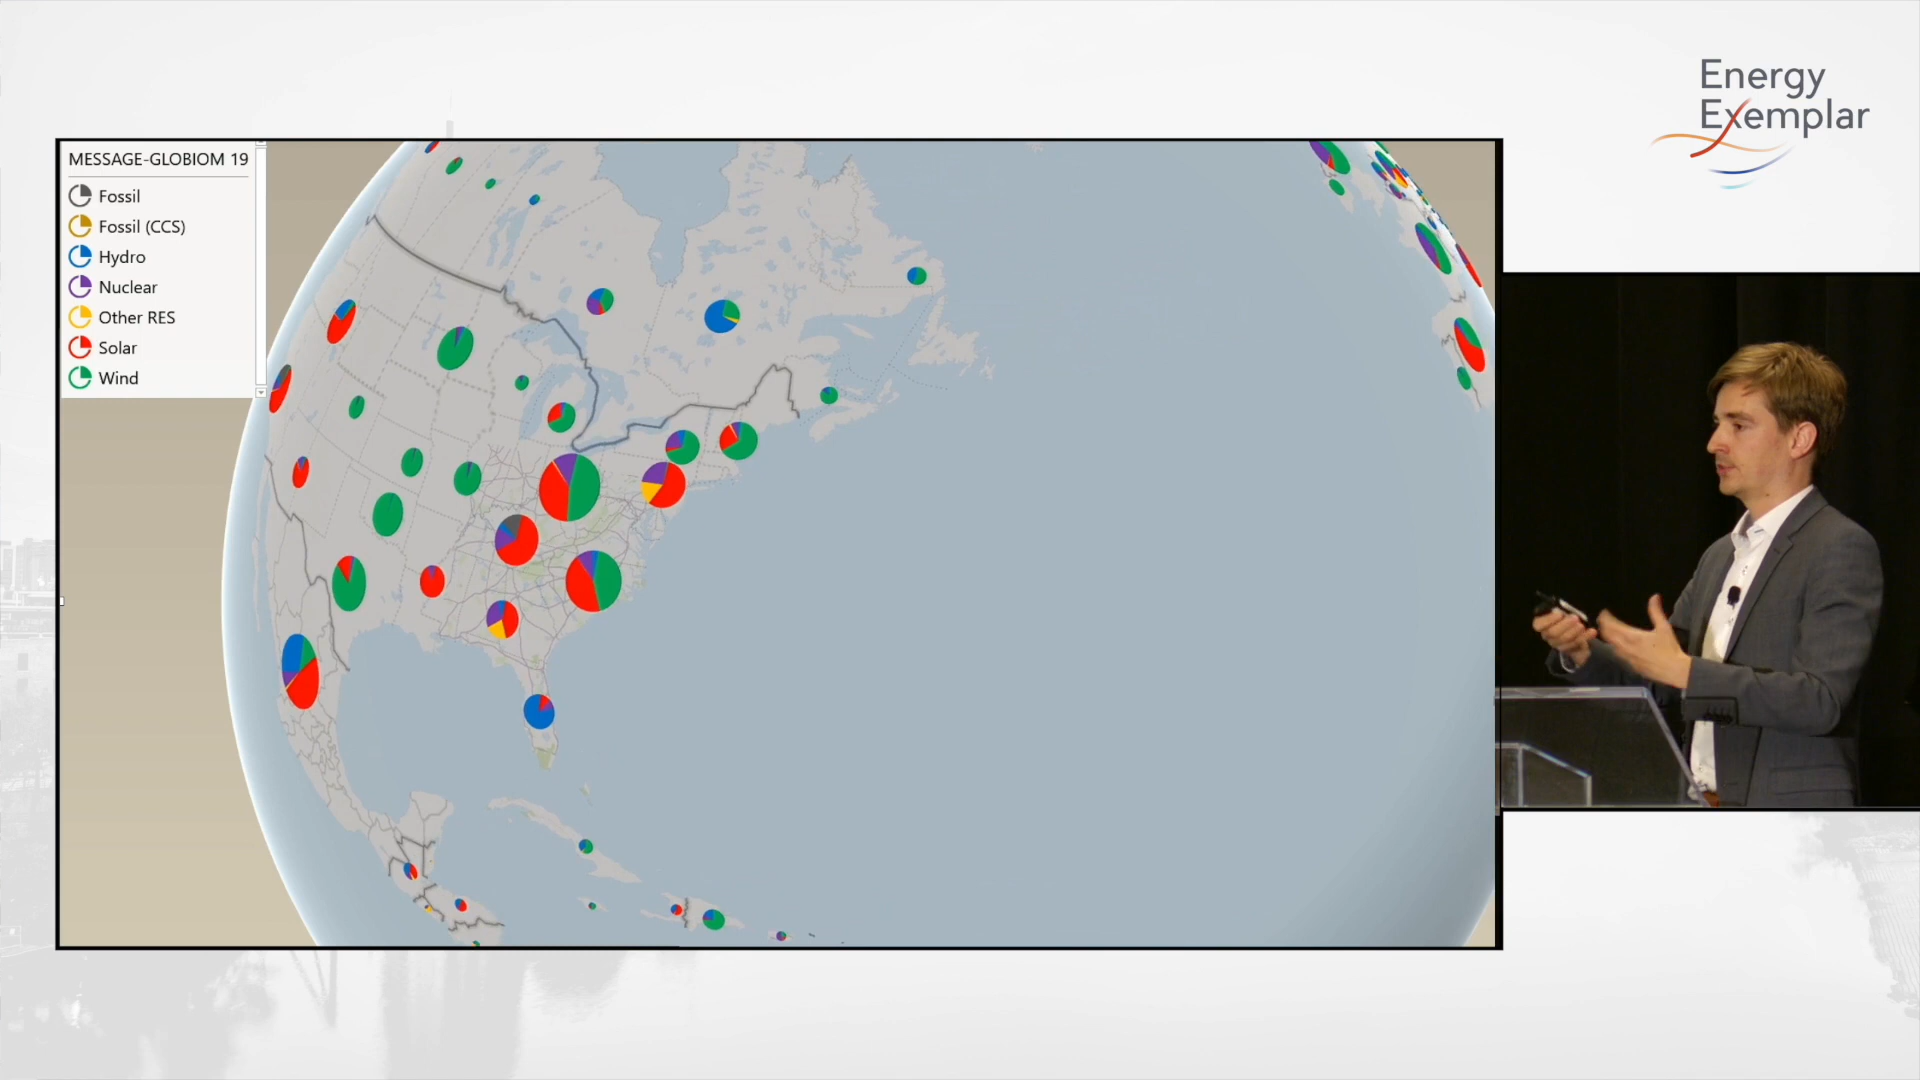 Energy
Exemplar
MESSAGE-GLOBIOM 19
Fossil
Fossil (CCS)
Hydro
Nuclear
Other RES
Solar
Wind